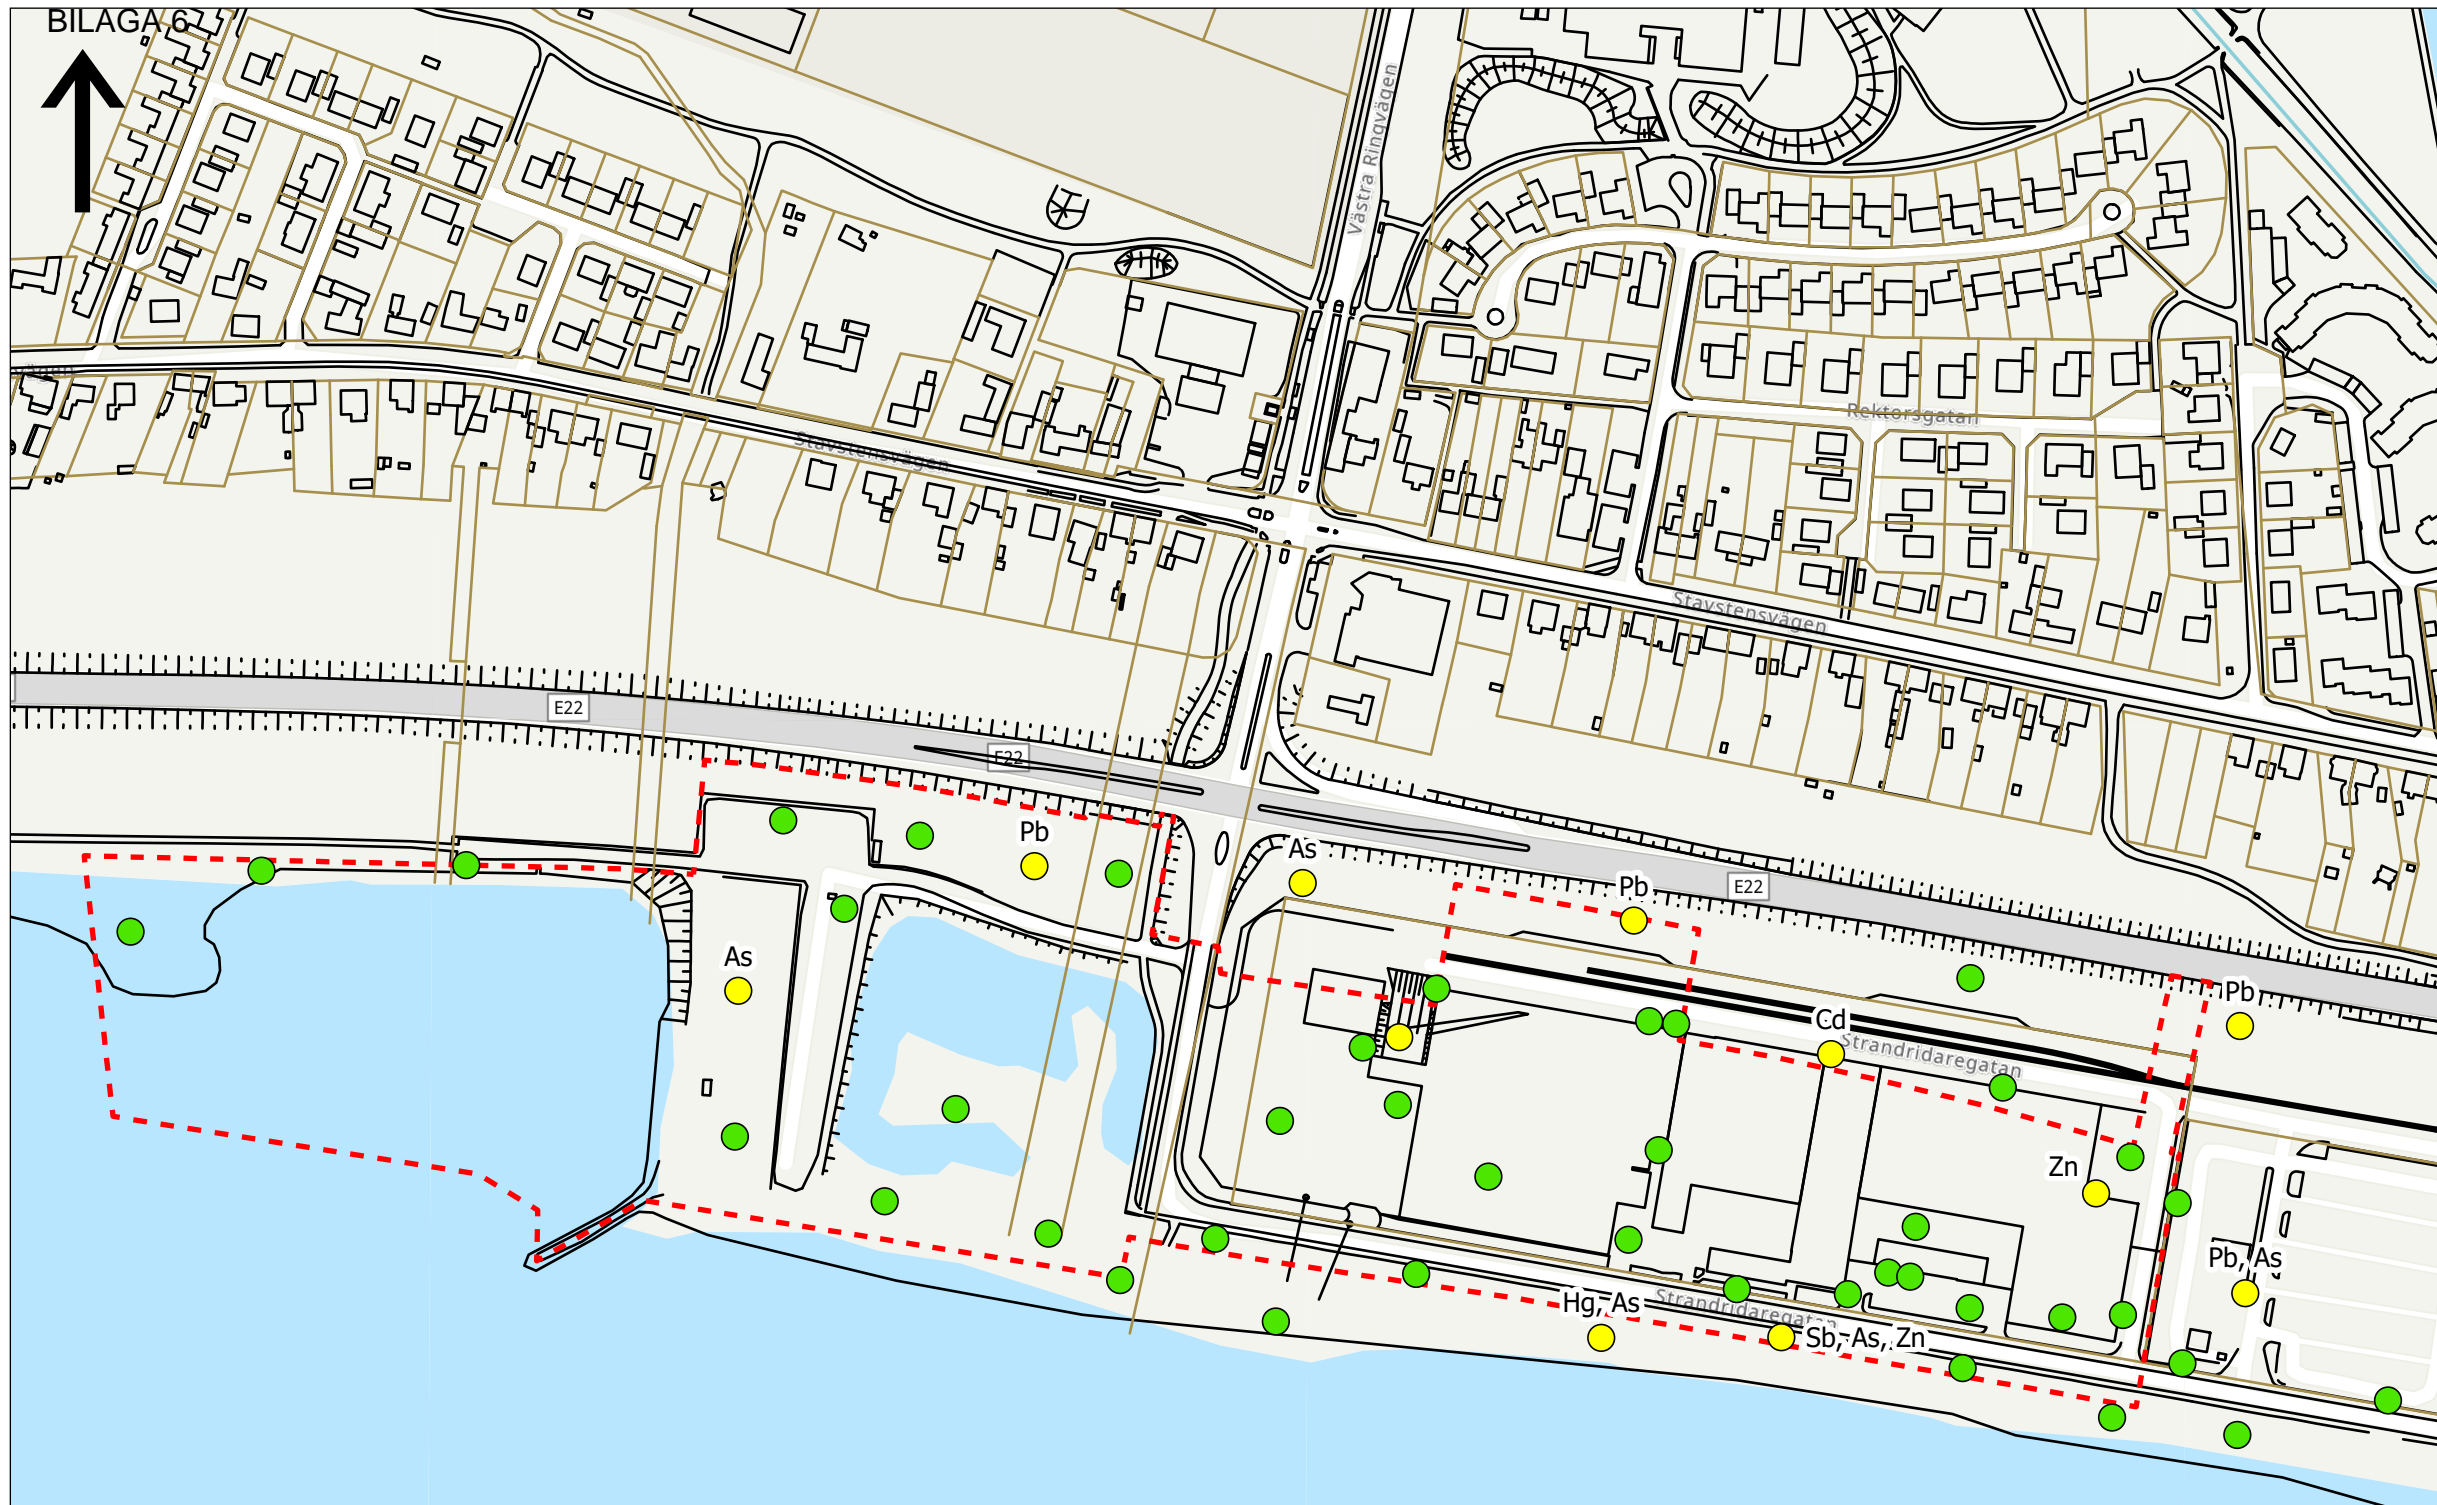 BILAGA 6
Västra Ringvägen
vägen
Rektorsgatan
Stavstensvägen
Stavstensvägen
E22
E22
E22
Pb
As
Pb
As
Pb
Cd
Strandridaregatan
Zn
Pb, As
Hg, As
Strandridaregatan
Sb, As, Zn